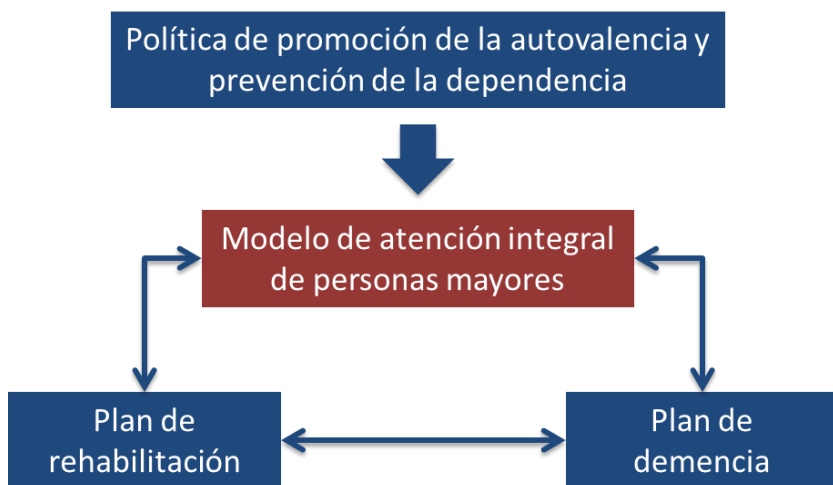 Política de promoción de la autovalencia y
prevención de la dependencia
Modelo de atención integral
de personas mayores
Plan de
rehabilitación
Plan de
demencia